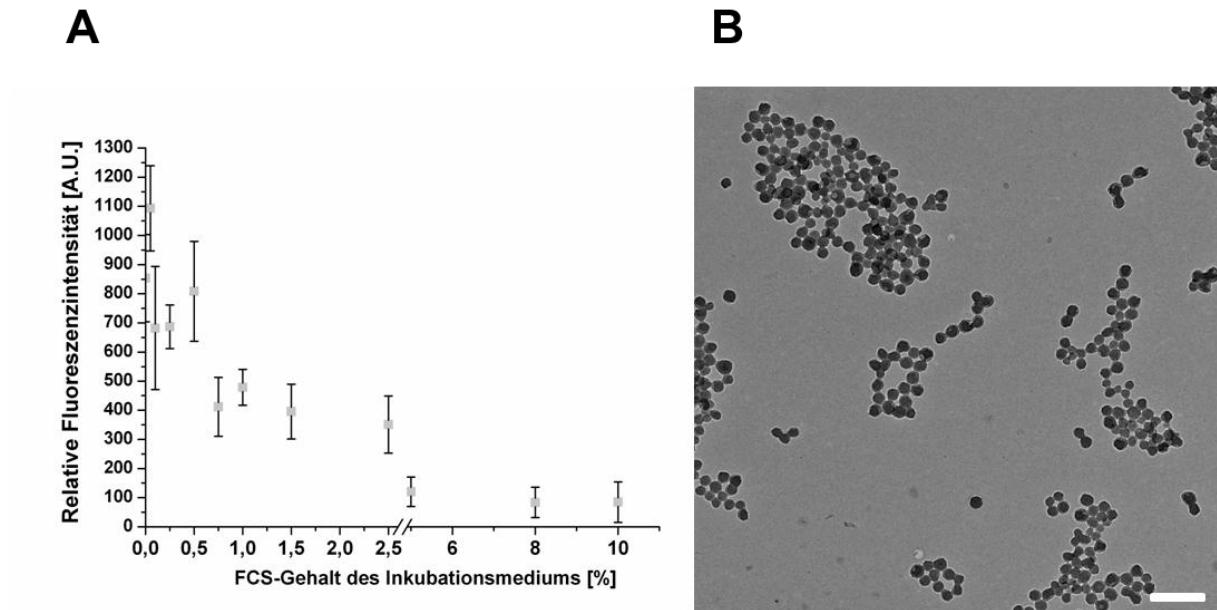 A
B
Relative Fluoreszenzintensität [A.U.]
1300
1200
1100
1000
900
800
700
600
500
400
300
200
100
0
0,0 0,5 1,0 1,5 2,0 2,5 6 8 10
FCS-Gehalt des Inkubationsmediums [%]